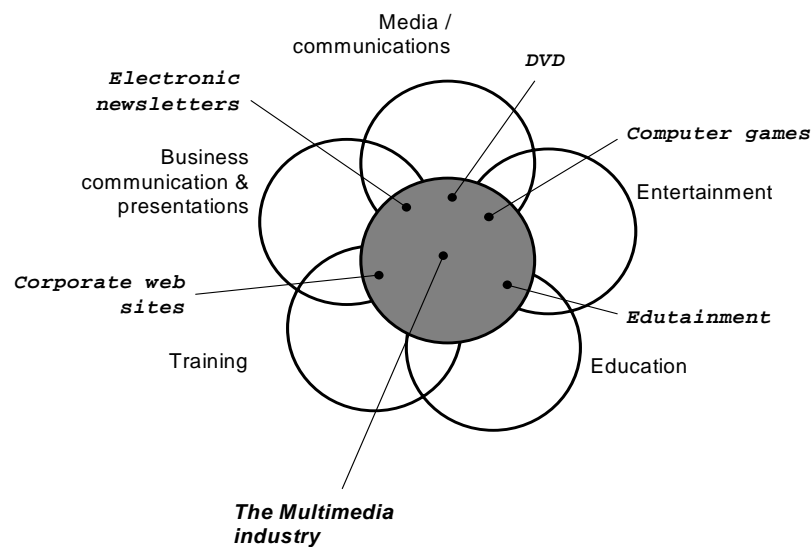 Media /
communications
DVD
Electronic
newsletters
Computer games
Business
communication &
presentations
Entertainment
Corporate web
sites
Edutainment
Training
Education
The Multimedia
industry